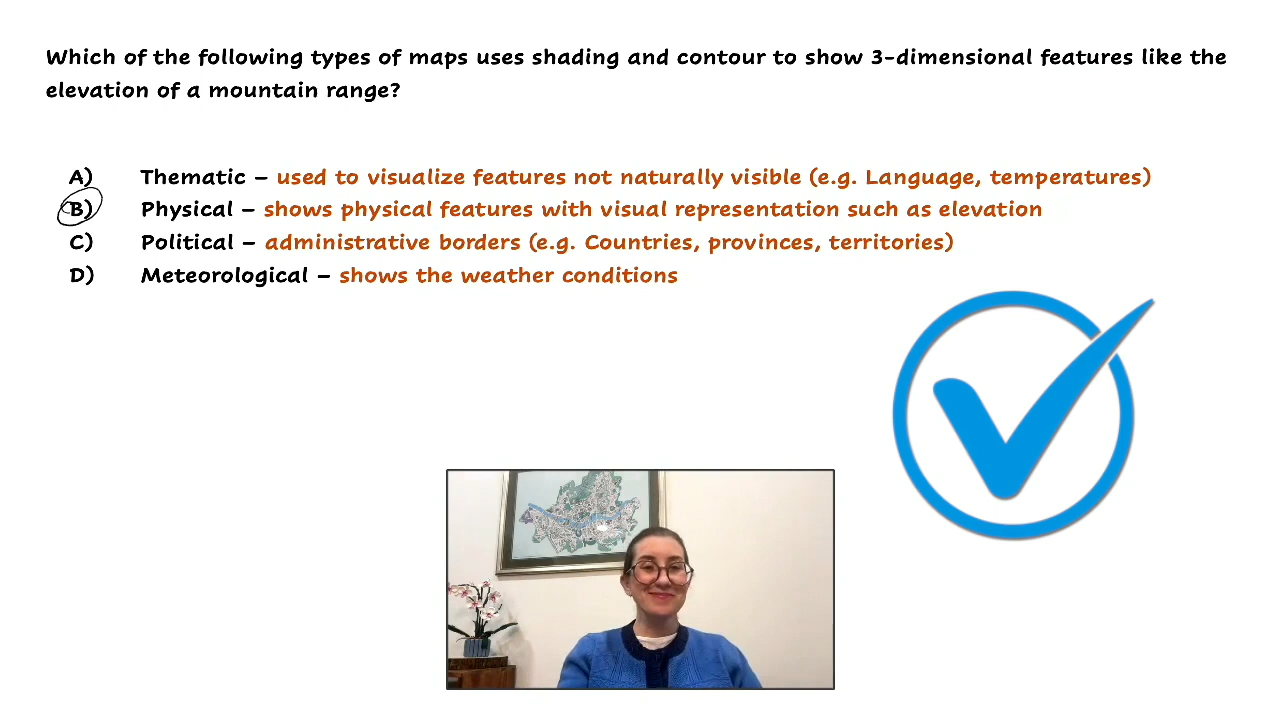 Which of the following types of maps uses shading and contour to show 3-dimensional features like the
elevation of a mountain range?
A) Thematic – used to visualize features not naturally visible (e.g. Language, temperatures)
B) Physical – shows physical features with visual representation such as elevation
C) Political – administrative borders (e.g. Countries, provinces, territories)
D) Meteorological – shows the weather conditions